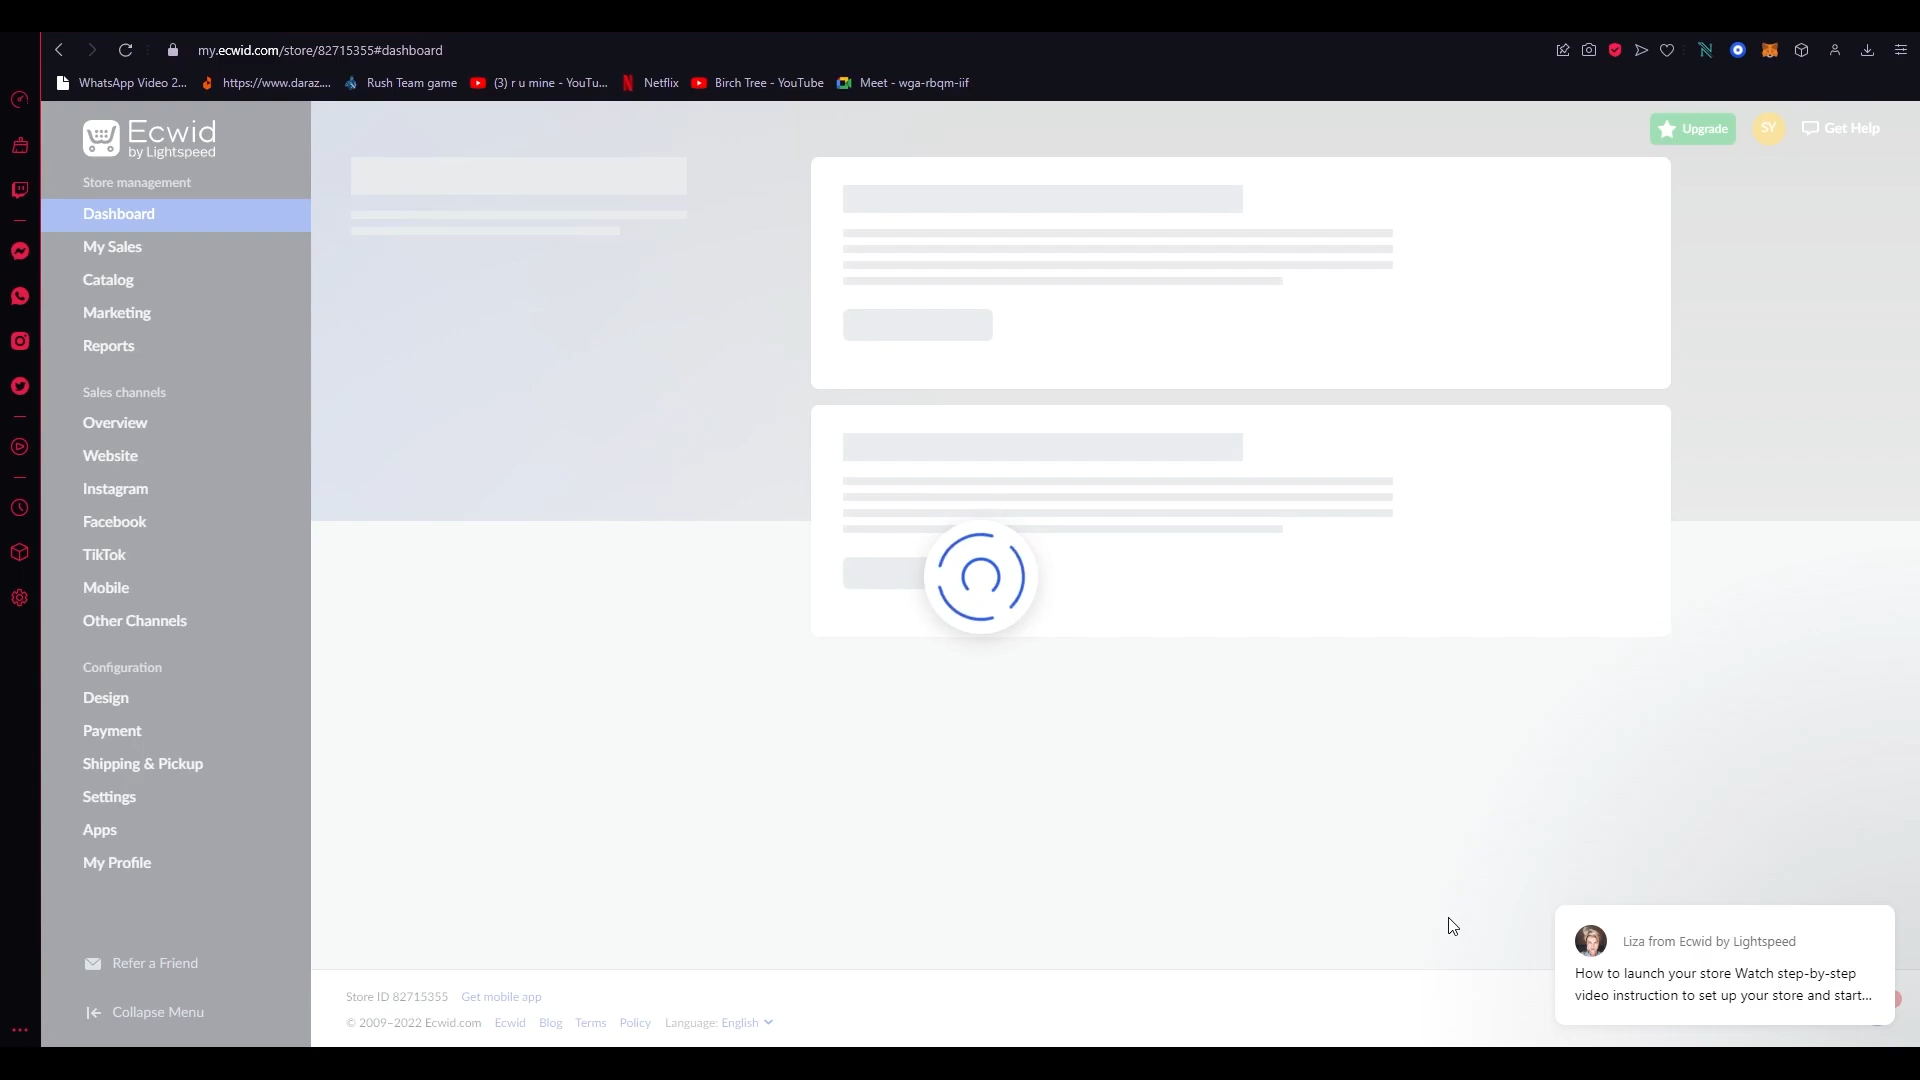 my.ecwid.com/store/82715355#dashboard
WhatsApp Video 2...
https://www.daraz....
Rush Team game
(3) r u mine - YouTu...
Netflix
Birch Tree - YouTube
Meet - wga-rbqm-iif
Ecwid
by Lightspeed
Upgrade
SY
Get Help
Store management
Dashboard
My Sales
Catalog
Marketing
Reports
Sales channels
Overview
Website
Instagram
Facebook
TikTok
Mobile
Other Channels
Configuration
Design
Payment
Shipping & Pickup
Settings
Apps
My Profile
Refer a Friend
Collapse Menu
Store ID 82715355 Get mobile app
© 2009–2022 Ecwid.com Ecwid Blog Terms Policy Language: English
Liza from Ecwid by Lightspeed
How to launch your store Watch step-by-step
video instruction to set up your store and start...